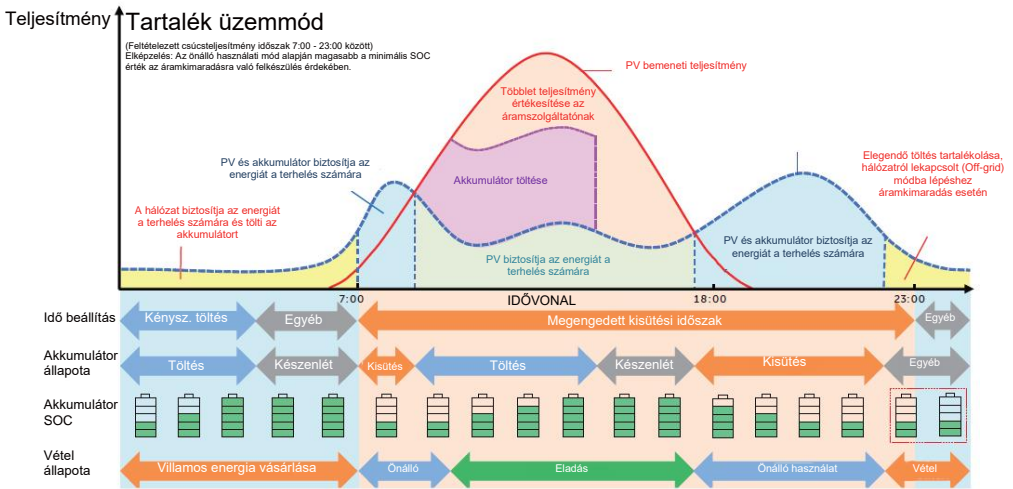 Teljesítmény
Tartalék üzemmód
(Feltételezett csúcsteljesítmény időszak 7:00 - 23:00 között)
Elképzelés: Az önálló használati mód alapján magasabb a minimális SOC
érték az áramkimaradásra való felkészülés érdekében.
PV bemeneti teljesítmény
Többlet teljesítmény
értékesítése az
áramszolgáltatónak
PV és akkumulátor biztosítja az
energiát a terhelés számára
Akkumulátor töltése
Elegendő töltés tartalékolása,
hálózatról lekapcsolt (Off-grid)
módba lépéshez
áramkimaradás esetén
A hálózat biztosítja az energiát
a terhelés számára és tölti az
akkumulátort
PV biztosítja az energiát a
terhelés számára
PV és akkumulátor biztosítja az
energiát a terhelés számára
7:00
IDŐVONAL
18:00
23:00
Idő beállítás
Kénysz. töltés
Egyéb
Megengedett kisütési időszak
Egyéb
Akkumulátor
állapota
Töltés
Készenlét
Kisütés
Töltés
Készenlét
Kisütés
Egyéb
Akkumulátor
SOC
Vétel
állapota
Villamos energia vásárlása
Önálló
Eladás
Önálló használat
Vétel